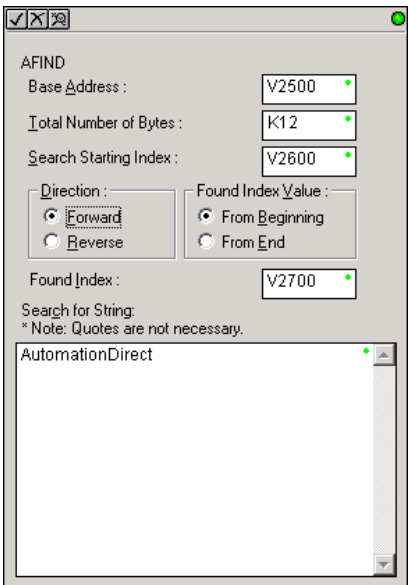 AFIND
Base Address : V2500
Total Number of Bytes : K12
Search Starting Index : V2600
Direction : Found Index Value :
Forward From Beginning
Reverse From End
Found Index : V2700
Search for String:
* Note: Quotes are not necessary.
AutomationDirect